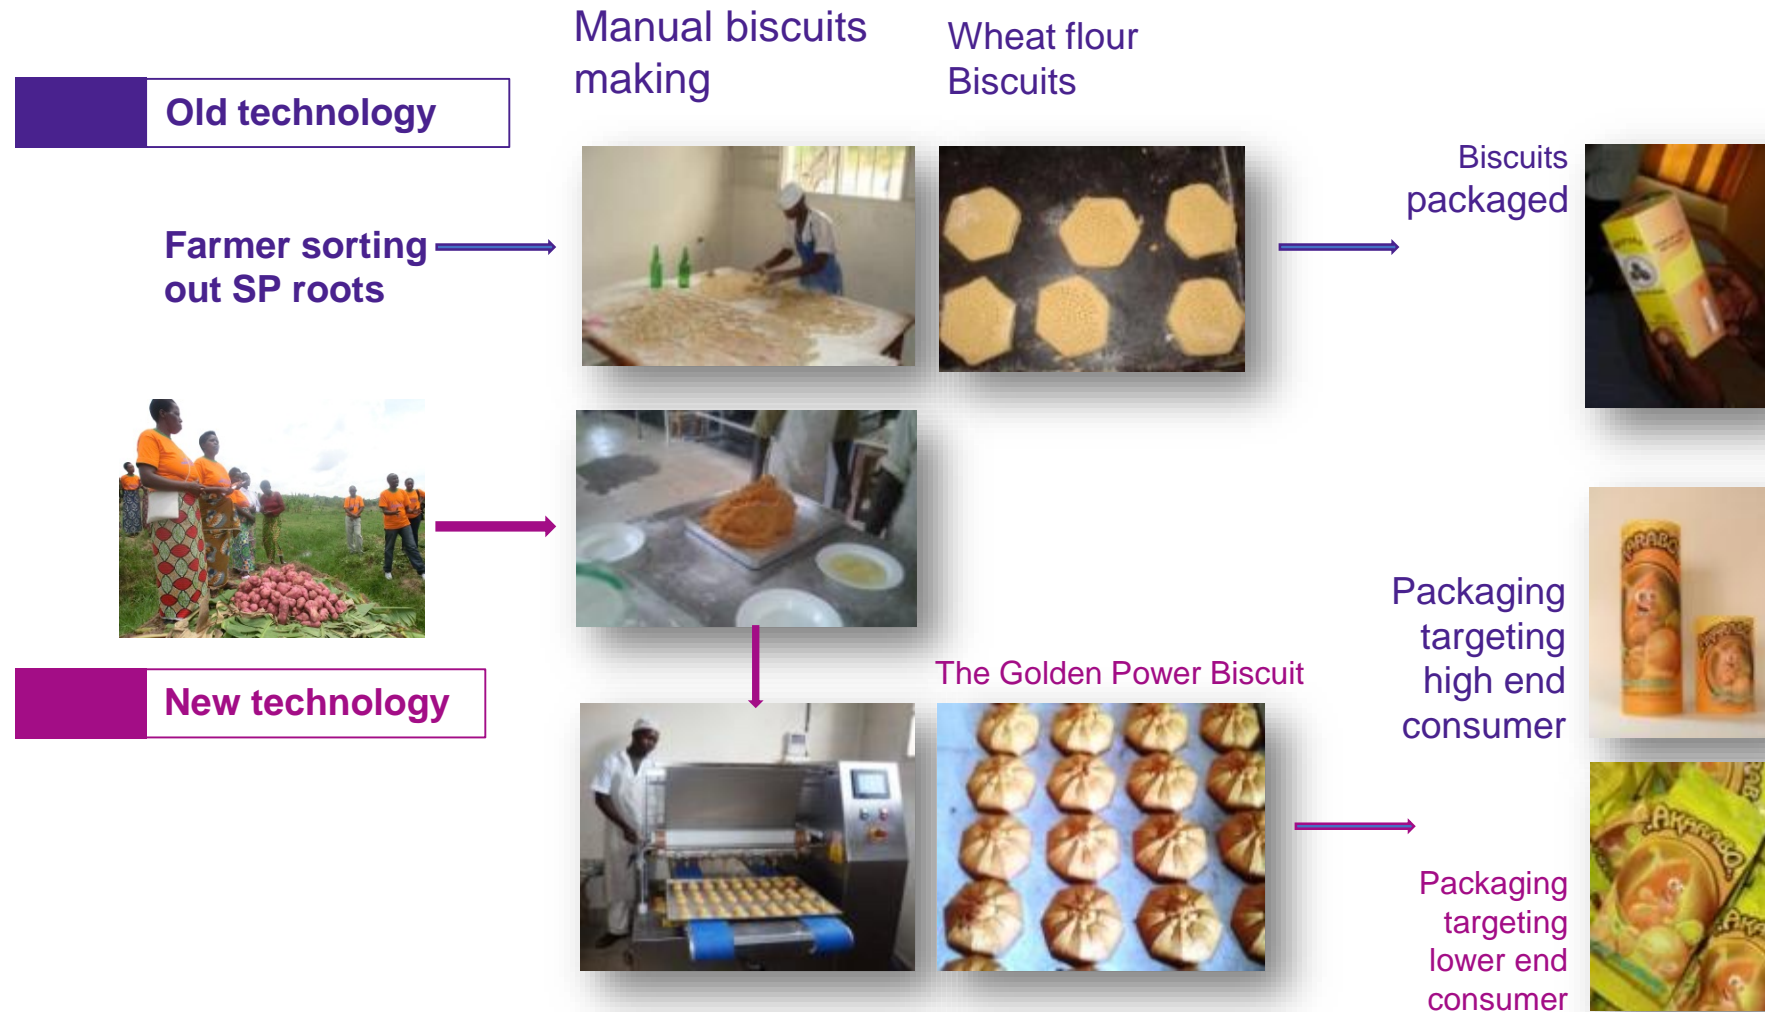 Manual biscuits
making
Wheat flour
Biscuits
Old technology
Biscuits
packaged
Farmer sorting
out SP roots
The Golden Power Biscuit
New technology
Packaging
targeting
high end
consumer
Packaging
targeting
lower end
consumer
AKARABO